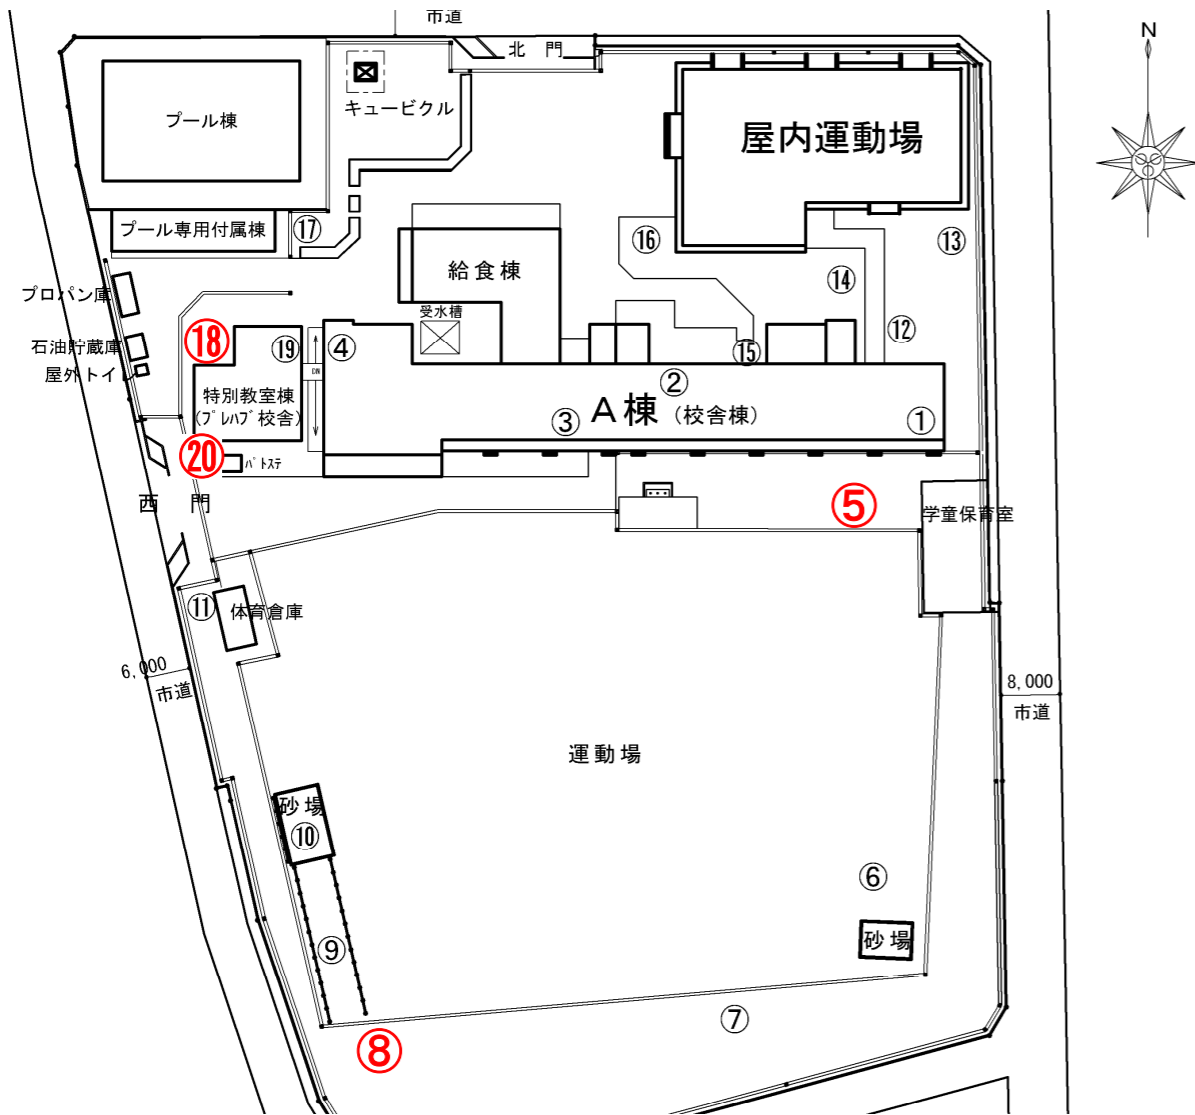 市道
北 門
N
キュービクル
プール棟
屋内運動場
プール専用付属棟
⑰
⑯
⑬
給食棟
⑭
プロパン庫
受水槽
⑫
石油貯蔵庫
⑱
⑲
④
⑮
屋外トイレ
DN
②
特別教室棟
(プレハブ校舎)
A棟(校舎棟)
③
①
⑳
バトステ
西 門
⑤
学童保育室
⑪
体育倉庫
6,000
市道
8,000
市道
運動場
砂場
⑩
⑥
砂場
⑨
⑦
⑧